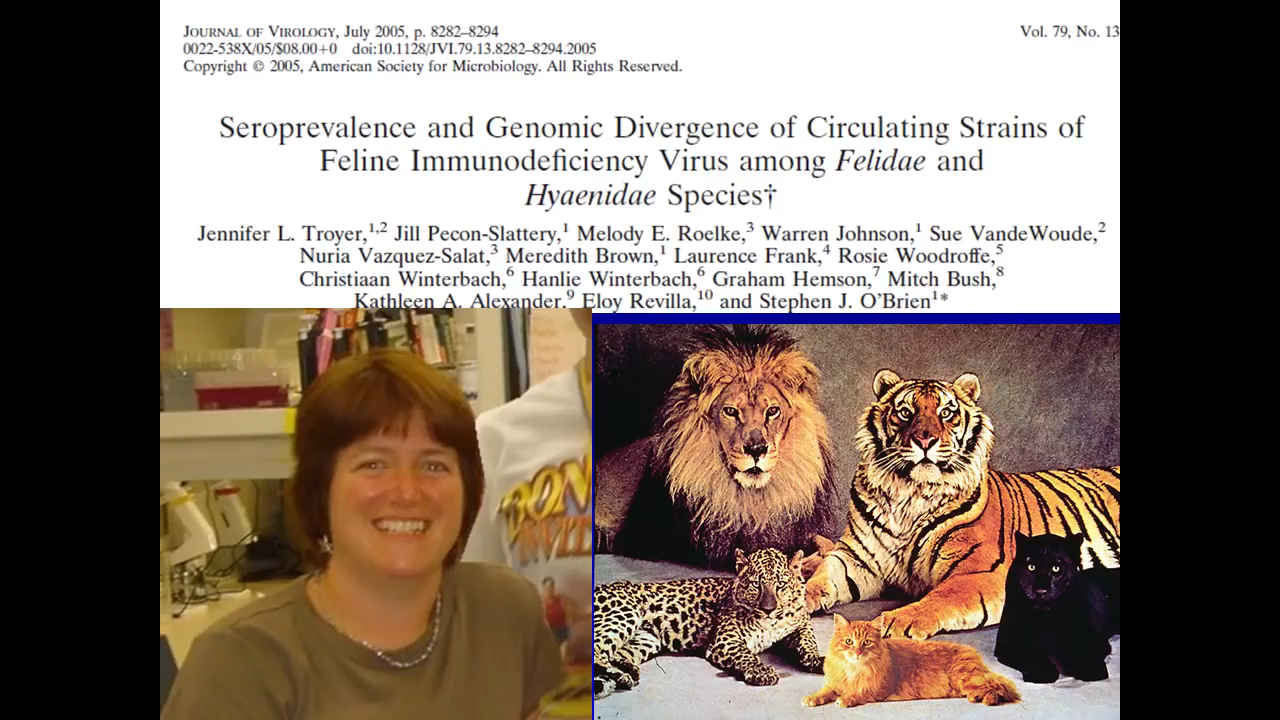 JOURNAL OF VIROLOGY, July 2005, p. 8282–8294 Vol. 79, No. 13
0022-538X/05/$08.00+0 doi:10.1128/JVI.79.13.8282–8294.2005
Copyright © 2005, American Society for Microbiology. All Rights Reserved.
Seroprevalence and Genomic Divergence of Circulating Strains of
Feline Immunodeficiency Virus among Felidae and
Hyaenidae Species†
Jennifer L. Troyer,1,2 Jill Pecon-Slattery,1 Melody E. Roelke,3 Warren Johnson,1 Sue VandeWoude,2
Nuria Vazquez-Salat,3 Meredith Brown,1 Laurence Frank,4 Rosie Woodroffe,5
Christiaan Winterbach,6 Hanlie Winterbach,6 Graham Hemson,7 Mitch Bush,8
Kathleen A. Alexander,9 Eloy Revilla,10 and Stephen J. O'Brien1*